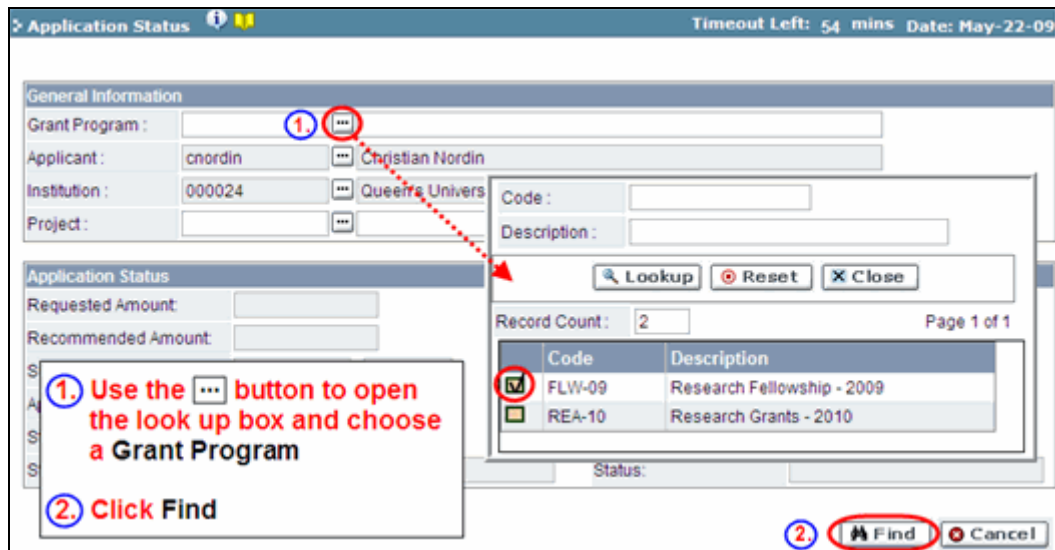 Application Status Timeout Left: 54 mins Date: May-22-09
General Information
Grant Program :
1.
Applicant : cnordin Christian Nordin
Institution : 000024 Queen's Univers
Project :
Code :
Description :
Lookup Reset Close
Record Count : 2 Page 1 of 1
Code Description
FLW-09 Research Fellowship - 2009
REA-10 Research Grants - 2010
Application Status
Requested Amount:
Recommended Amount:
Status:
1. Use the ... button to open
the look up box and choose
a Grant Program
2. Click Find
2. Find Cancel